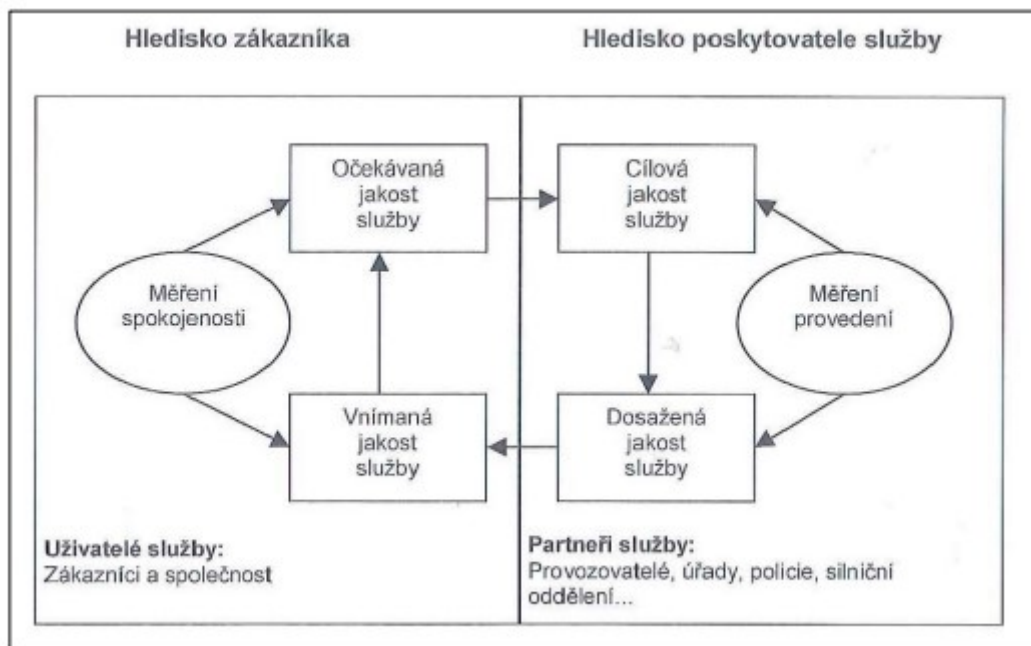 Hledisko zákazníka
Hledisko poskytovatele služby
Očekávaná
jakost
služby
Cílová
jakost
služby
Měření
spokojenosti
Měření
provedení
Vnímaná
jakost
služby
Dosažená
jakost
služby
Uživatelé služby:
Zákazníci a společnost
Partneři služby:
Provozovatelé, úřady, policie, silniční
oddělení...